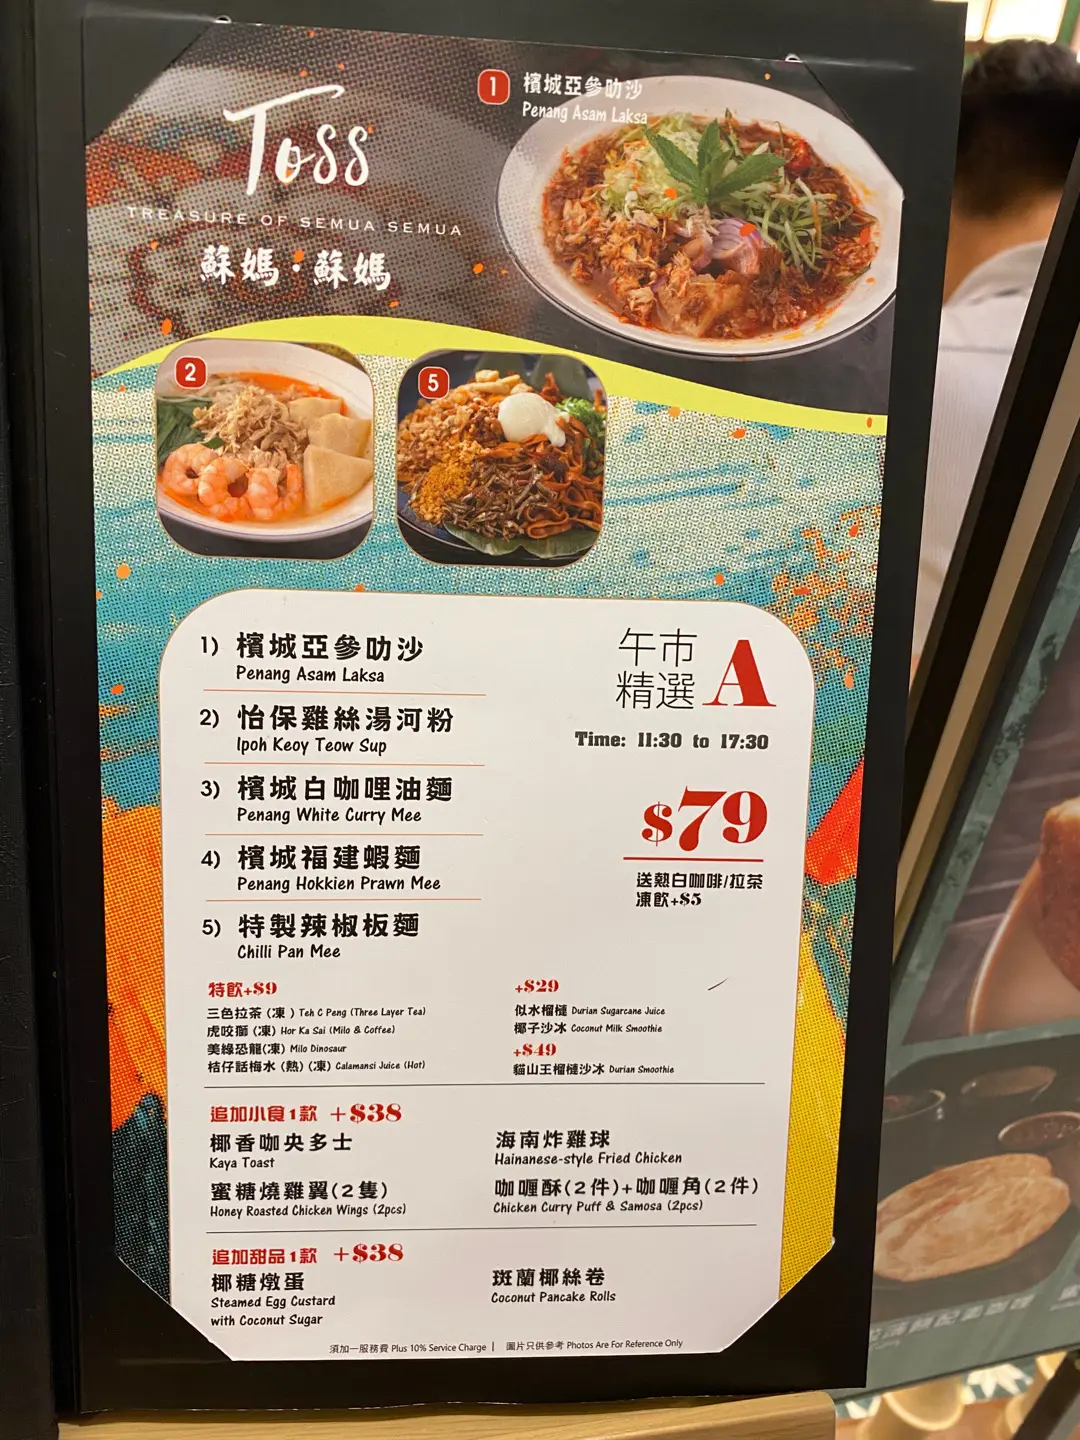 1 檳城亞參叻沙
Penang Asam Laksa
Toss
TREASURE OF SEMUA SEMUA
蘇媽·蘇媽
2
5
1) 檳城亞參叻沙
Penang Asam Laksa
2) 怡保雞絲湯河粉
Ipoh Keoy Teow Sup
3) 檳城白咖哩油麵
Penang White Curry Mee
4) 檳城福建蝦麵
Penang Hokkien Prawn Mee
5) 特製辣椒板麵
Chilli Pan Mee
午市
精選 A
Time: 11:30 to 17:30
$79
送熱白咖啡/拉茶
凍飲+$5
特飲+$9
三色拉茶 (凍) Teh C Peng (Three Layer Tea)
虎咬獅 (凍) Hor Ka Sai (Milo & Coffee)
美綠恐龍(凍) Milo Dinosaur
桔仔話梅水 (熱) (凍) Calamansi Juice (Hot)
+$29
似水榴槤 Durian Sugarcane Juice
椰子沙冰 Coconut Milk Smoothie
+$49
貓山王榴槤沙冰 Durian Smoothie
追加小食1款 +$38
椰香咖央多士
Kaya Toast
海南炸雞球
Hainanese-style Fried Chicken
蜜糖燒雞翼(2隻)
Honey Roasted Chicken Wings (2pcs)
咖喱酥(2件)+咖喱角(2件)
Chicken Curry Puff & Samosa (2pcs)
追加甜品1款 +$38
椰糖燉蛋
Steamed Egg Custard
with Coconut Sugar
斑蘭椰絲卷
Coconut Pancake Rolls
須加一服務費 Plus 10% Service Charge | 圖片只供參考 Photos Are For Reference Only